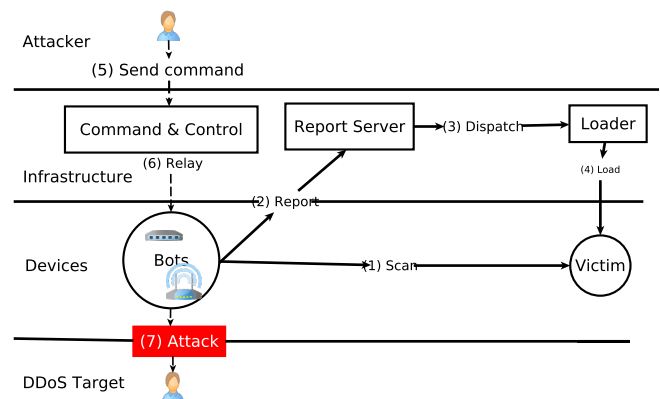 Attacker
(5) Send command
Command & Control
Report Server
(3) Dispatch
Loader
(6) Relay
(4) Load
Infrastructure
(2) Report
Devices
Bots
(1) Scan
Victim
(7) Attack
DDoS Target